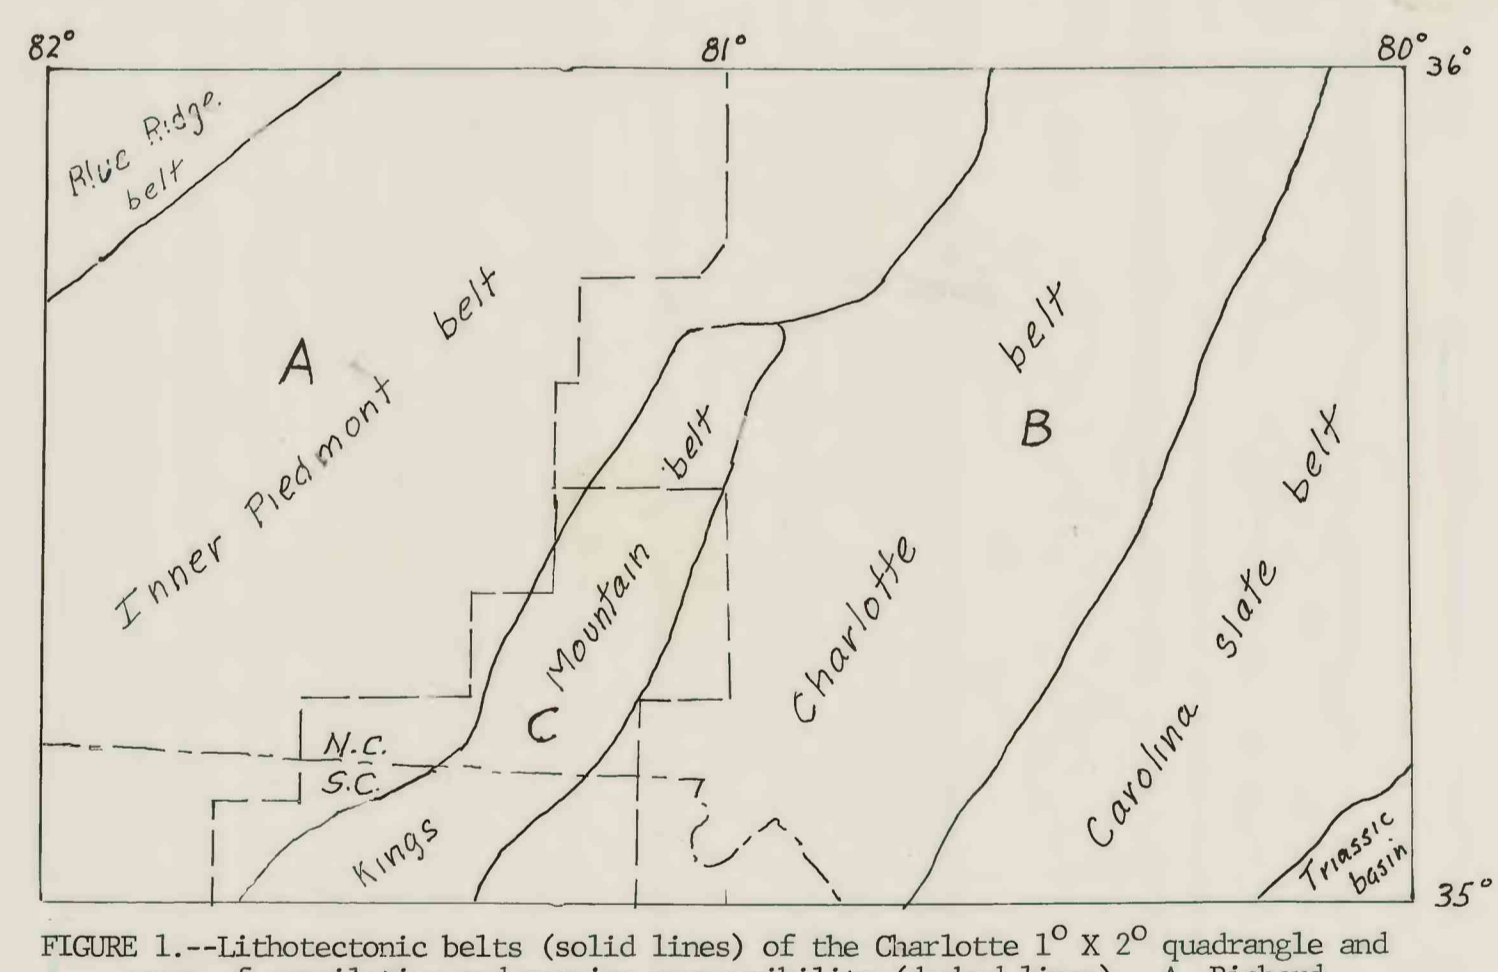 82° 81° 80°
36°
Blue Ridge
belt
Inner Piedmont belt
A
belt
B
Charlotte
Carolina slate belt
belt
Mountain
C
Kings
N.C.
S.C.
Triassic
basin
35°
FIGURE 1.--Lithotectonic belts (solid lines) of the Charlotte 1° X 2° quadrangle and